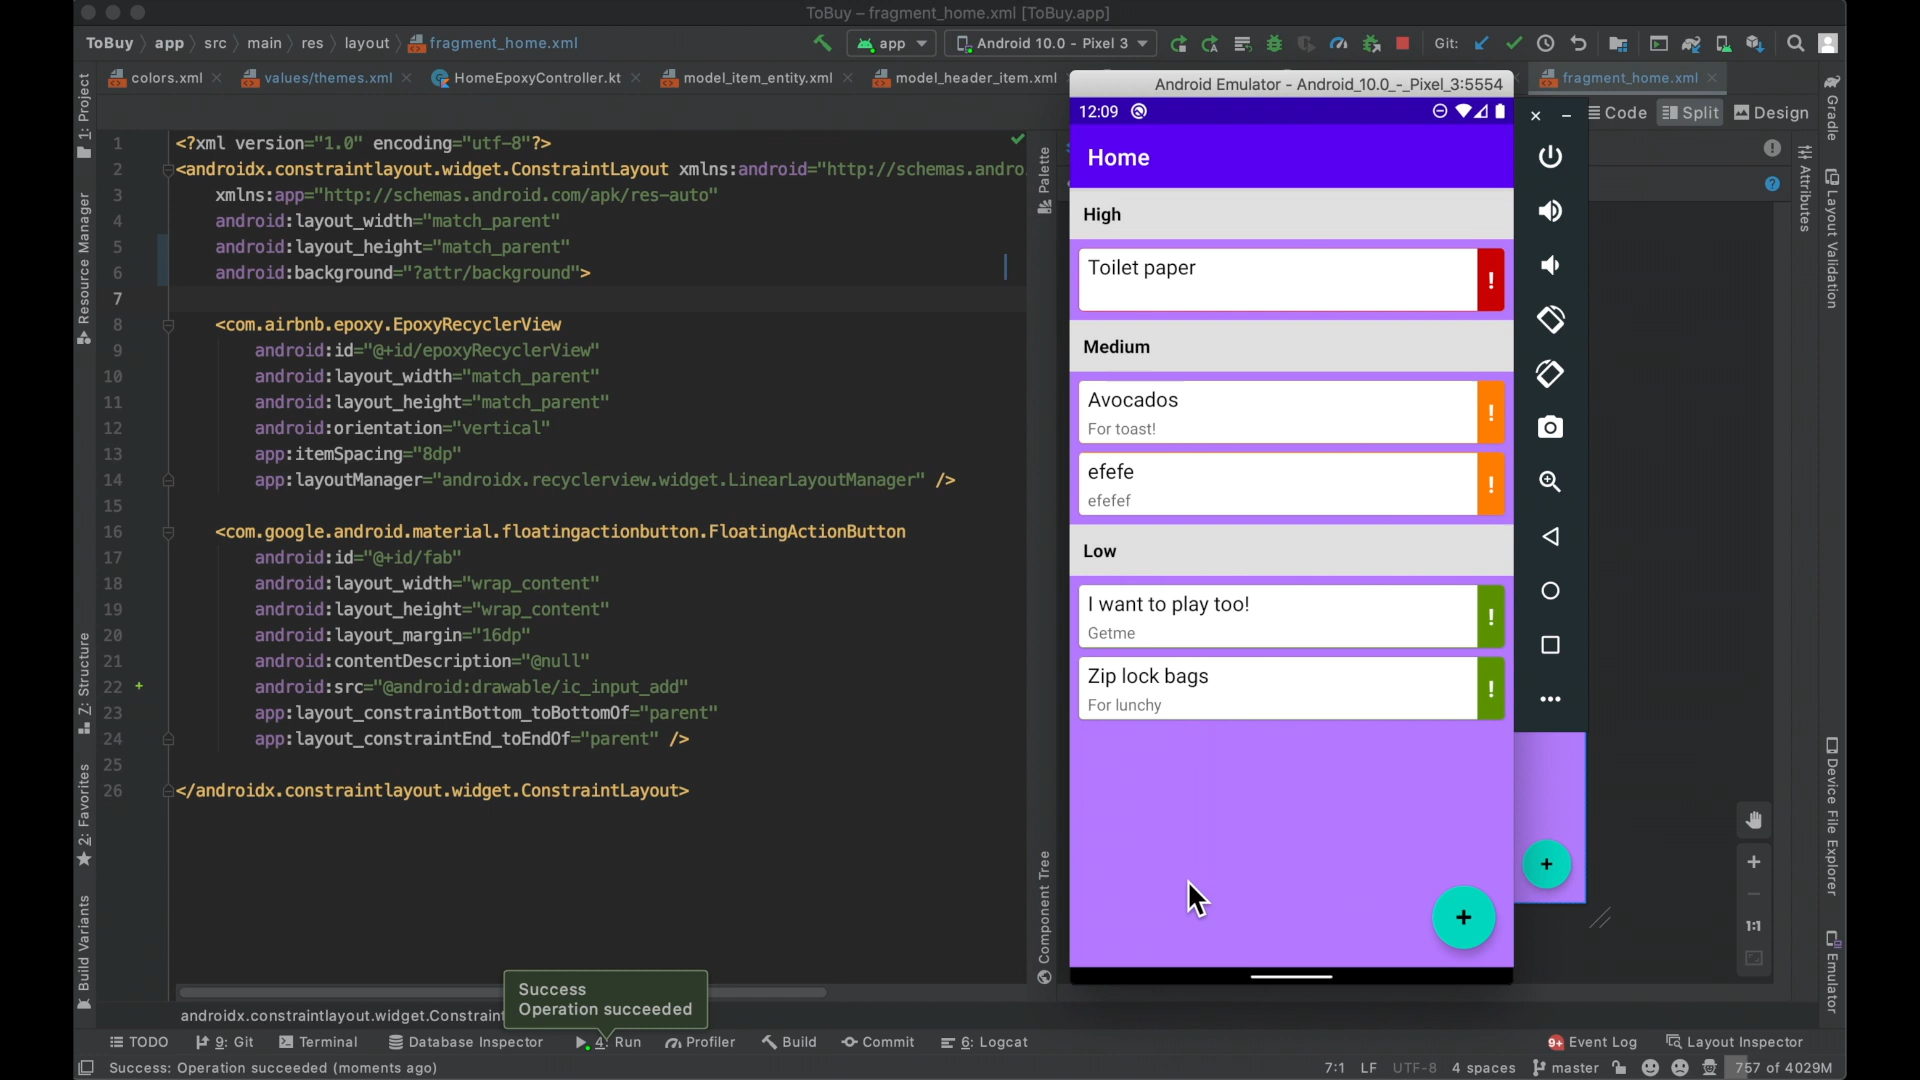 ToBuy – fragment_home.xml [ToBuy.app]
ToBuy app src main res layout fragment_home.xml
app Android 10.0 - Pixel 3 Git:
colors.xml values/themes.xml HomeEpoxyController.kt model_item_entity.xml model_header_item.xml fragment_home.xml
Code Split Design
1: Project
Resource Manager
Z: Structure
2: Favorites
Build Variants
1 <?xml version="1.0" encoding="utf-8"?>
2 <androidx.constraintlayout.widget.ConstraintLayout xmlns:android="http://schemas.andro
3 xmlns:app="http://schemas.android.com/apk/res-auto"
4 android:layout_width="match_parent"
5 android:layout_height="match_parent"
6 android:background="?attr/background">
7
8 <com.airbnb.epoxy.EpoxyRecyclerView
9 android:id="@+id/epoxyRecyclerView"
10 android:layout_width="match_parent"
11 android:layout_height="match_parent"
12 android:orientation="vertical"
13 app:itemSpacing="8dp"
14 app:layoutManager="androidx.recyclerview.widget.LinearLayoutManager" />
15
16 <com.google.android.material.floatingactionbutton.FloatingActionButton
17 android:id="@+id/fab"
18 android:layout_width="wrap_content"
19 android:layout_height="wrap_content"
20 android:layout_margin="16dp"
21 android:contentDescription="@null"
22 android:src="@android:drawable/ic_input_add"
23 app:layout_constraintBottom_toBottomOf="parent"
24 app:layout_constraintEnd_toEndOf="parent" />
25
26 </androidx.constraintlayout.widget.ConstraintLayout>
Palette
Component Tree
Android Emulator - Android_10.0_-_Pixel_3:5554
12:09
Home
High
Toilet paper
!
Medium
Avocados
For toast!
!
efefe
efefef
!
Low
I want to play too!
Getme
!
Zip lock bags
For lunchy
!
1:1
Gradle
Attributes
Layout Validation
Device File Explorer
Emulator
Success
Operation succeeded
androidx.constraintlayout.widget.Constrain
TODO 9: Git Terminal Database Inspector 4: Run Profiler Build Commit 6: Logcat 9+ Event Log Layout Inspector
Success: Operation succeeded (moments ago) 7:1 LF UTF-8 4 spaces master 757 of 4029M